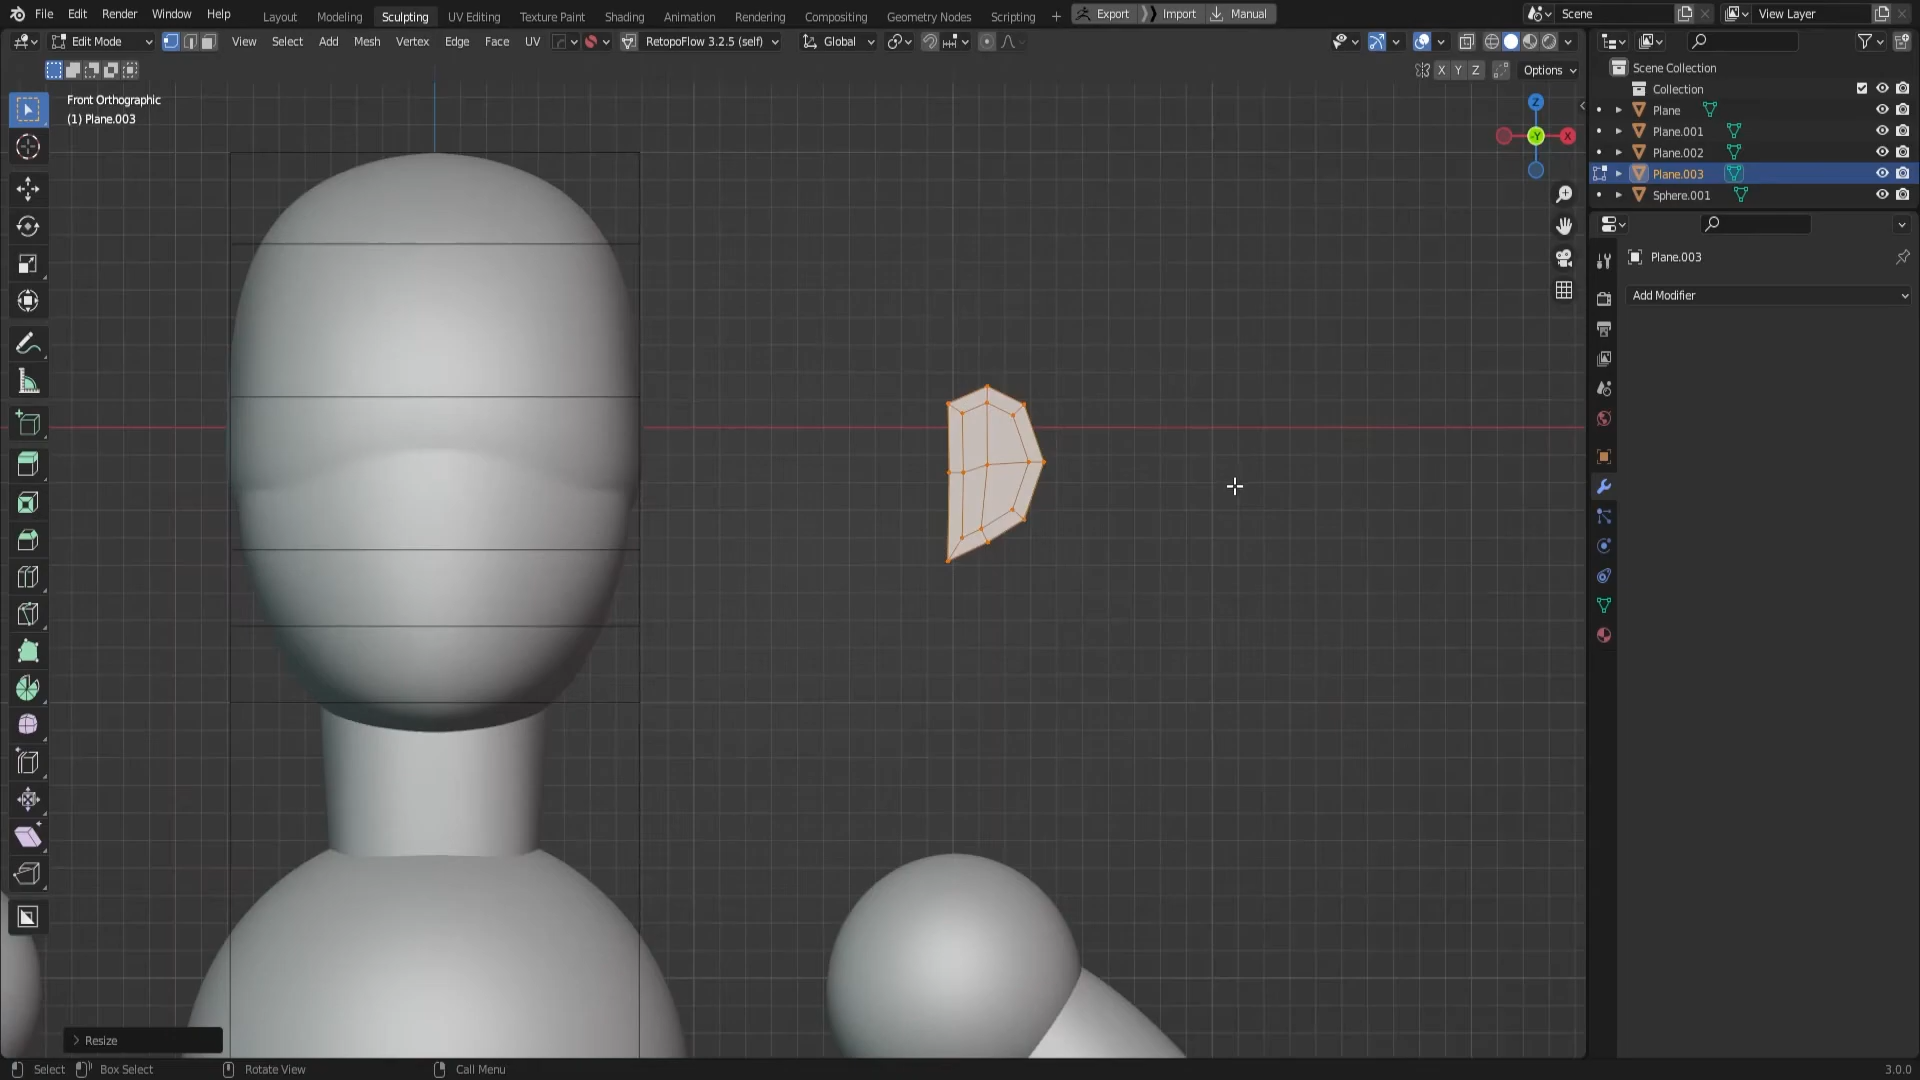 File Edit Render Window Help
Layout Modeling Sculpting UV Editing Texture Paint Shading Animation Rendering Compositing Geometry Nodes Scripting +
Export Import Manual
Scene
View Layer
Edit Mode
View Select Add Mesh Vertex Edge Face UV
RetopoFlow 3.2.5 (self)
Global
X Y Z
Options
Front Orthographic
(1) Plane.003
Z
Y
X
Scene Collection
Collection
Plane
Plane.001
Plane.002
Plane.003
Sphere.001
Plane.003
Add Modifier
> Resize
Select Box Select Rotate View Call Menu
3.0.0